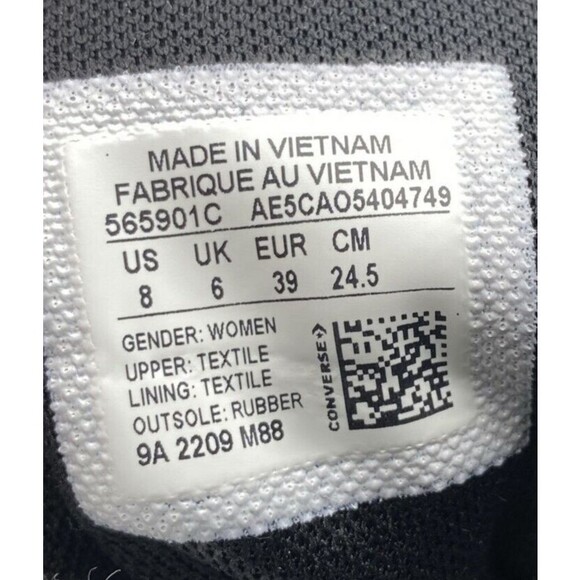 MADE IN VIETNAM
FABRIQUE AU VIETNAM
565901C AE5CAO5404749
US UK EUR CM
8 6 39 24.5
GENDER: WOMEN
UPPER: TEXTILE
LINING: TEXTILE
OUTSOLE: RUBBER
9A 2209 M88
CONVERSE